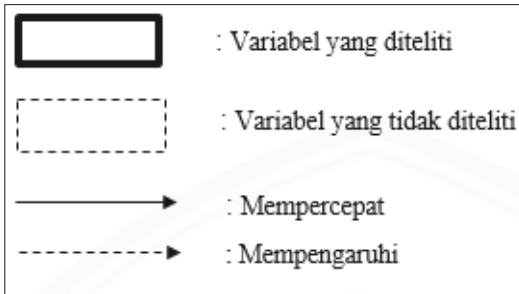 : Variabel yang diteliti
: Variabel yang tidak diteliti
: Mempercepat
: Mempengaruhi